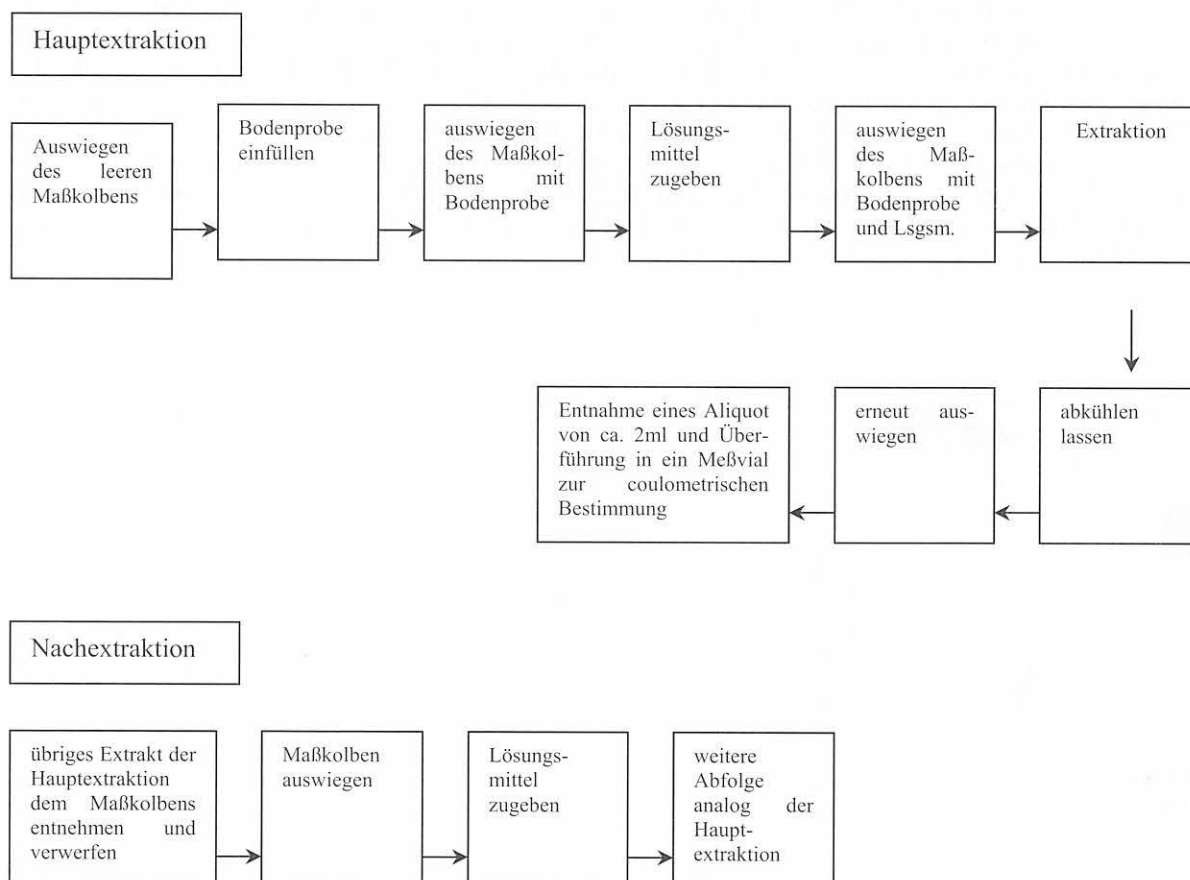 Hauptextraktion
Auswiegen
des leeren
Maßkolbens
Bodenprobe
einfüllen
auswiegen
des Maßkol-
bens mit
Bodenprobe
Lösungs-
mittel
zugeben
auswiegen
des Maß-
kolbens mit
Bodenprobe
und Lsgsm.
Extraktion
abkühlen
lassen
erneut aus-
wiegen
Entnahme eines Aliquot
von ca. 2ml und Über-
führung in ein Meßvial
zur coulometrischen
Bestimmung
Nachextraktion
übriges Extrakt der
Hauptextraktion
dem Maßkolbens
entnehmen und
verwerfen
Maßkolben
auswiegen
Lösungs-
mittel
zugeben
weitere
Abfolge
analog der
Haupt-
extraktion